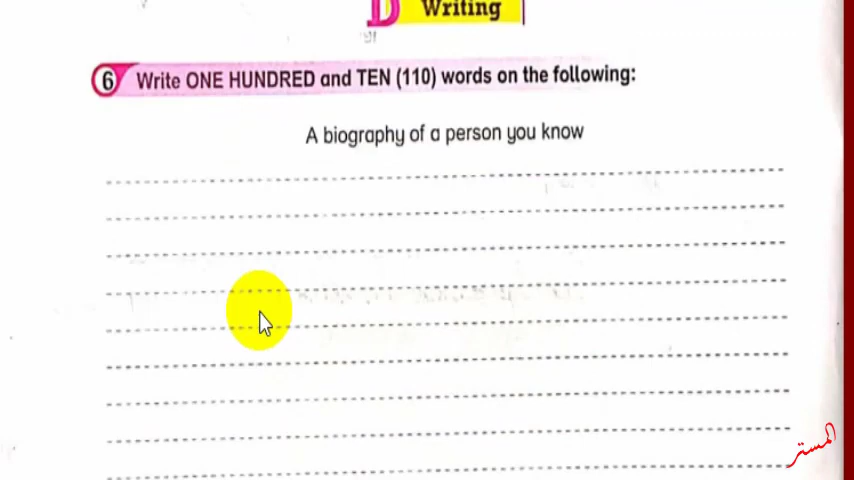 D Writing
6 Write ONE HUNDRED and TEN (110) words on the following:
A biography of a person you know
المستر